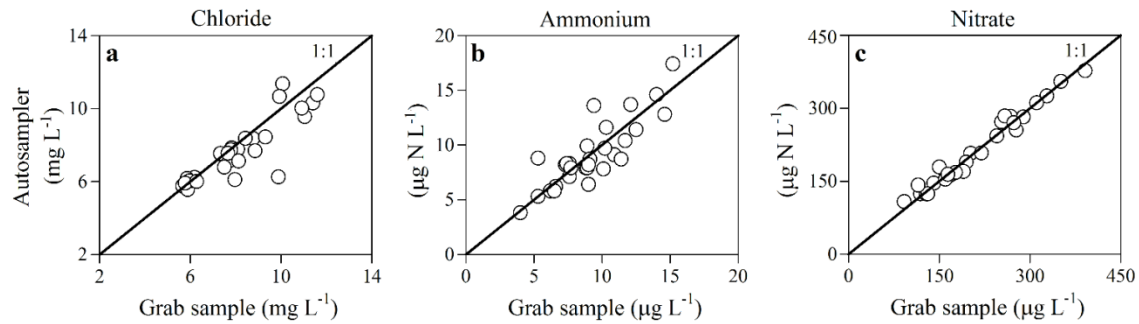 Chloride
Ammonium
Nitrate
Autosampler
(mg L⁻¹)
a
1:1
14
10
6
2
2
6
10
14
Grab sample (mg L⁻¹)
(µg N L⁻¹)
b
1:1
20
15
10
5
0
0
5
10
15
20
Grab sample (µg L⁻¹)
(µg N L⁻¹)
c
1:1
450
300
150
0
0
150
300
450
Grab sample (µg L⁻¹)